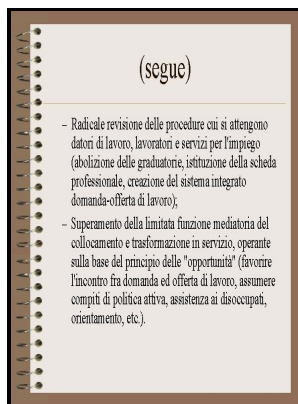 (segue)
– Radicale revisione delle procedure cui si attengono
datori di lavoro, lavoratori e servizi per l'impiego
(abolizione delle graduatorie, istituzione della scheda
professionale, creazione del sistema integrato
domanda-offerta di lavoro);
– Superamento della limitata funzione mediatoria del
collocamento e trasformazione in servizio, operante
sulla base del principio delle "opportunità" (favorire
l'incontro fra domanda ed offerta di lavoro, assumere
compiti di politica attiva, assistenza ai disoccupati,
orientamento, etc.).